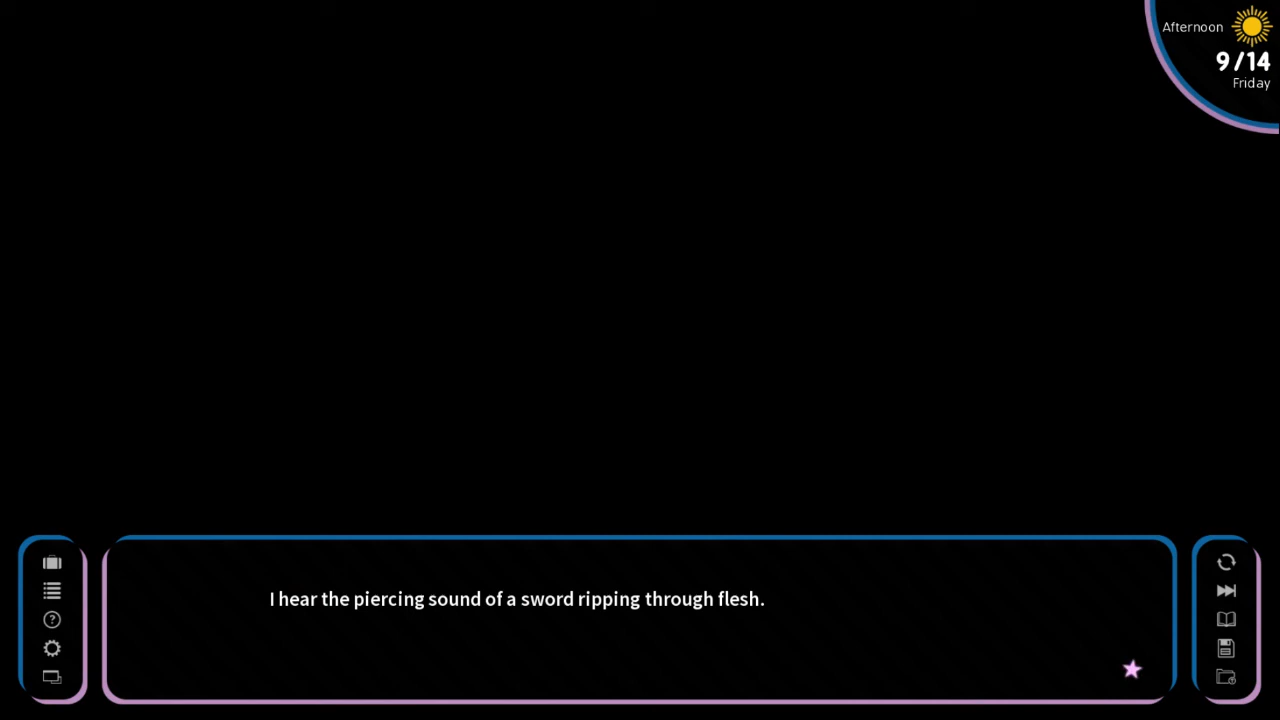 Afternoon
9/14
Friday
I hear the piercing sound of a sword ripping through flesh.